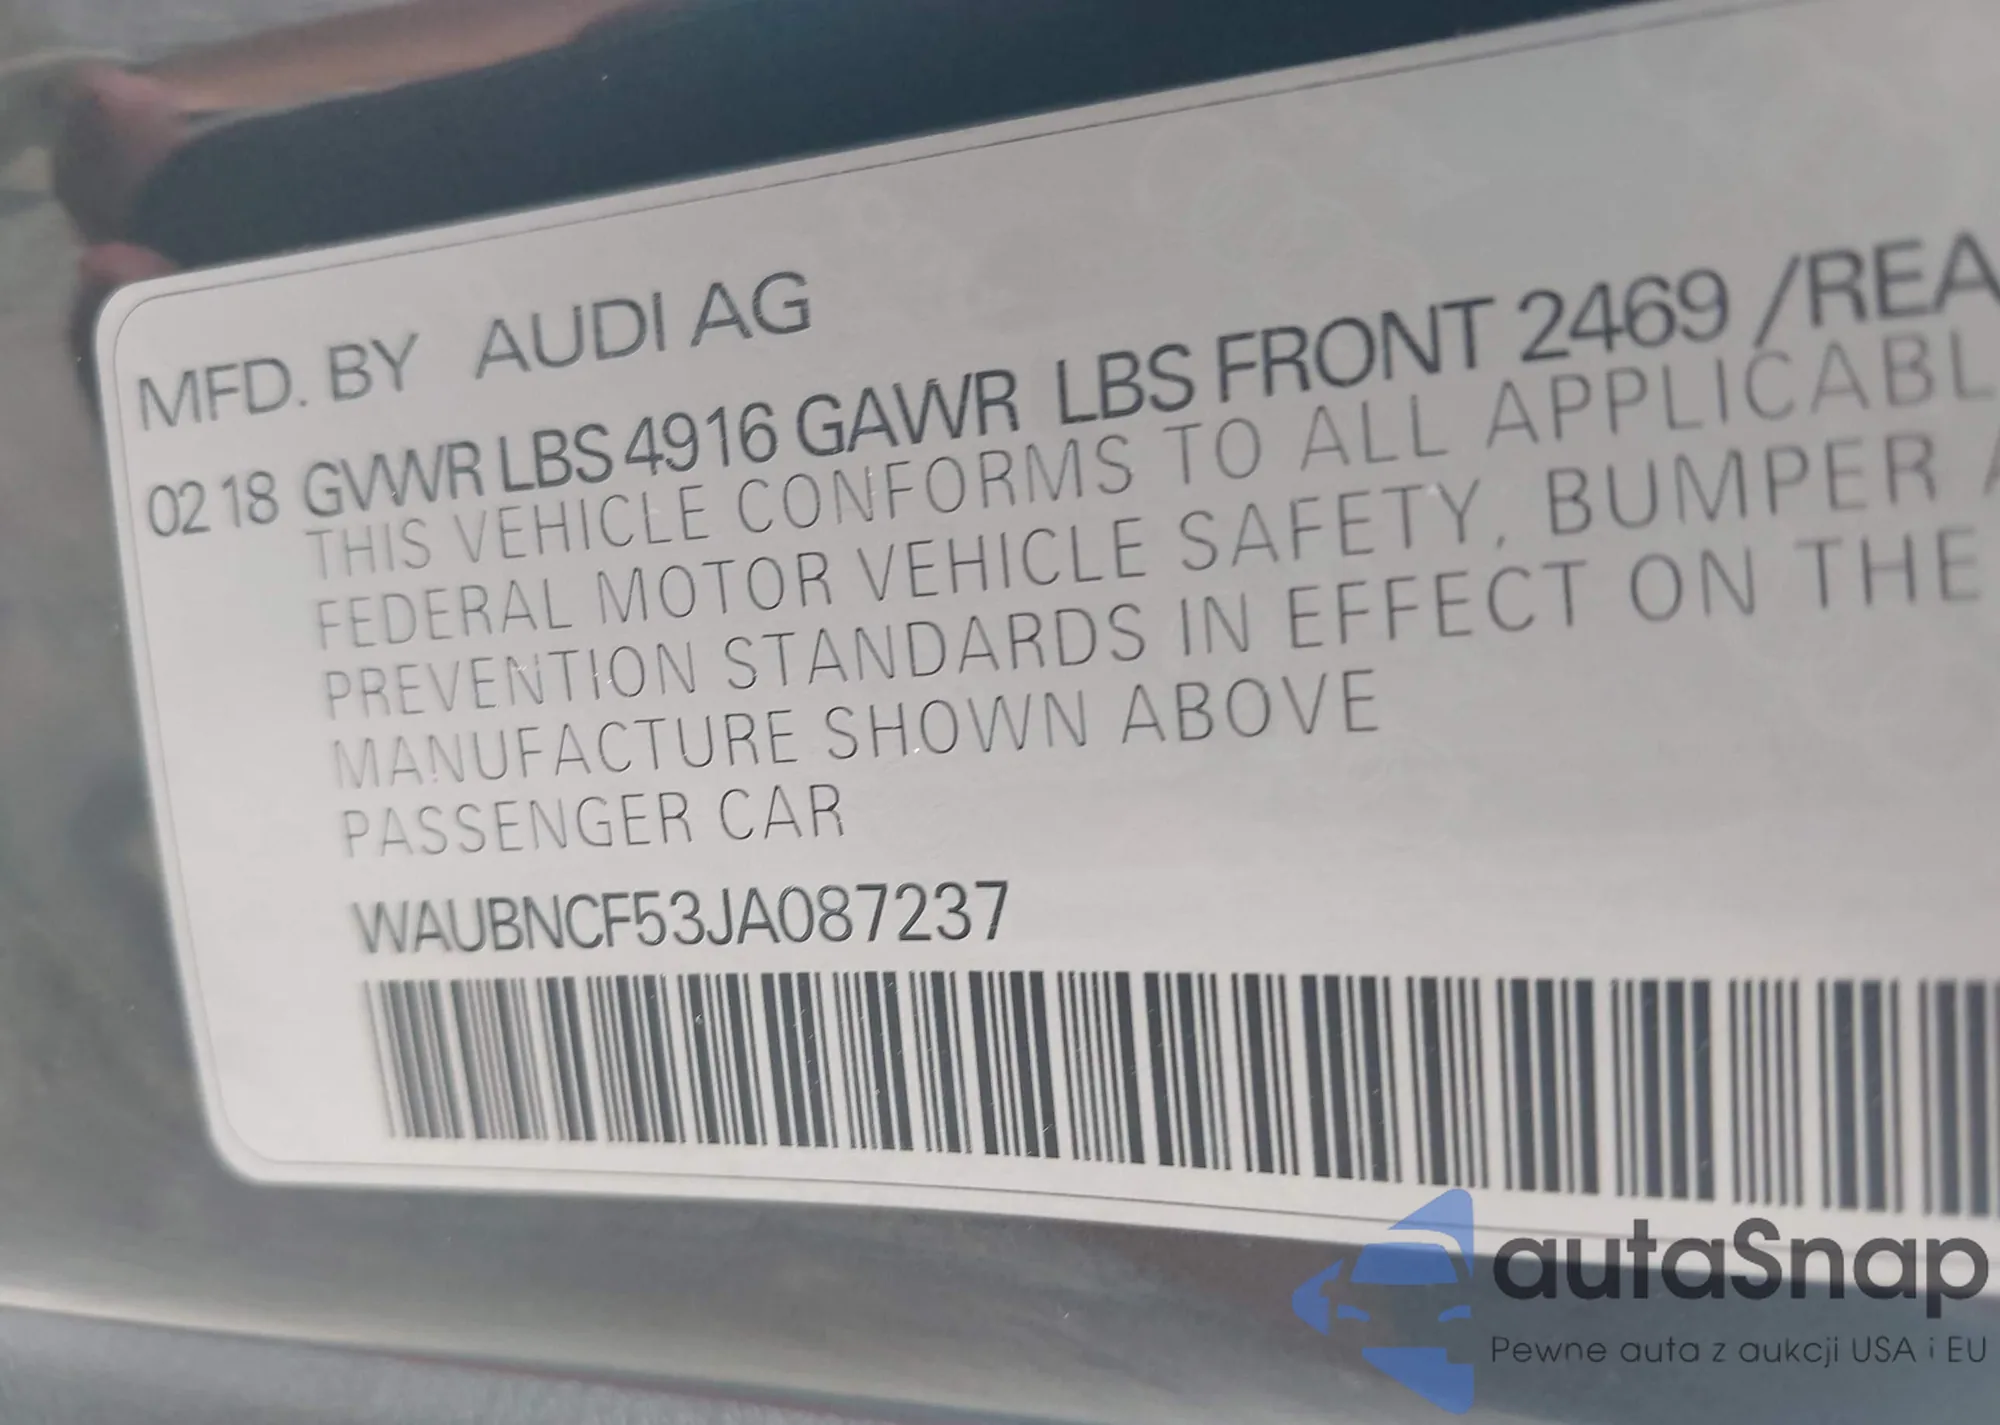 MFD. BY AUDI AG
02 18 GVWR LBS 4916 GAWR LBS FRONT 2469 /REA
THIS VEHICLE CONFORMS TO ALL APPLICABL
FEDERAL MOTOR VEHICLE SAFETY, BUMPER A
PREVENTION STANDARDS IN EFFECT ON THE
MANUFACTURE SHOWN ABOVE
PASSENGER CAR
WAUBNCF53JA087237
autaSnap
Pewne auta z aukcji USA i EU